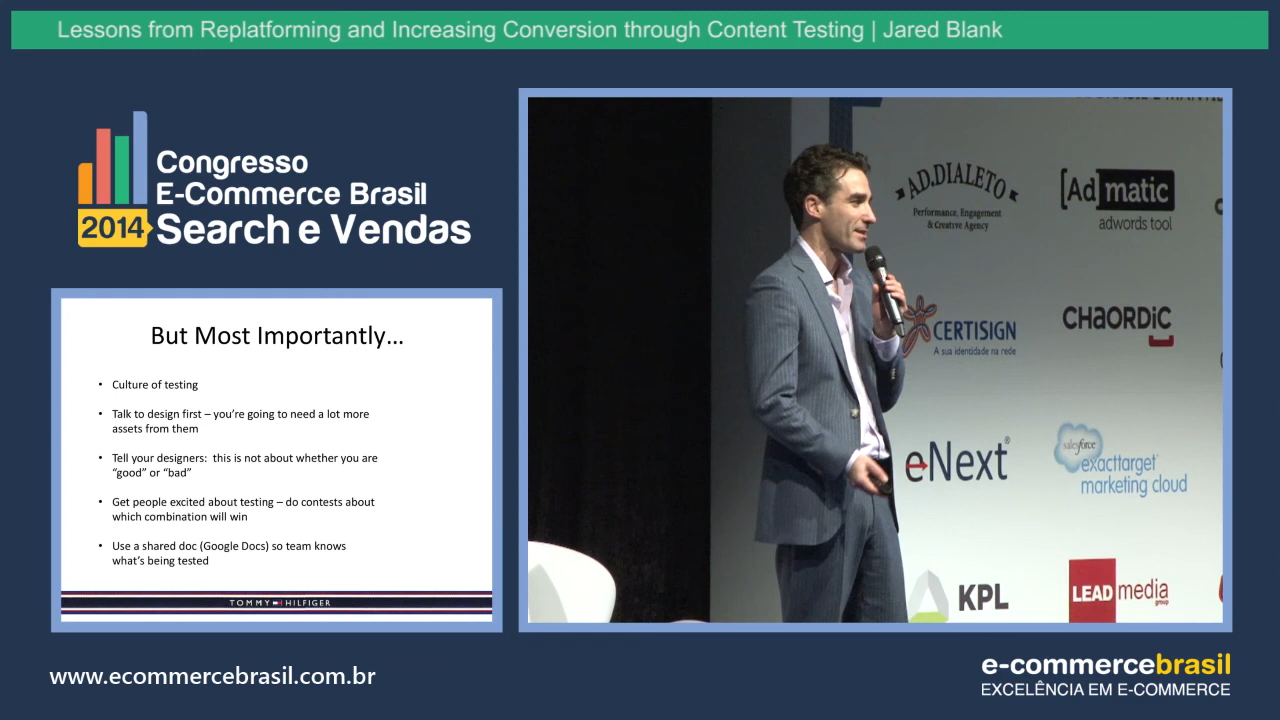 Lessons from Replatforming and Increasing Conversion through Content Testing | Jared Blank
Congresso
E-Commerce Brasil
2014 Search e Vendas
But Most Importantly...
• Culture of testing
• Talk to design first – you're going to need a lot more
assets from them
• Tell your designers: this is not about whether you are
"good" or "bad"
• Get people excited about testing – do contests about
which combination will win
• Use a shared doc (Google Docs) so team knows
what's being tested
TOMMY HILFIGER
AD.DIALETO
Performance, Engagement
& Creative Agency
[Ad matic
adwords tool
CERTISIGN
A sua identidade na rede
CHAORDIC
eNext®
salesforce
exacttarget
marketing cloud
KPL
LEAD media
group
www.ecommercebrasil.com.br
e-commercebrasil
EXCELÊNCIA EM E-COMMERCE